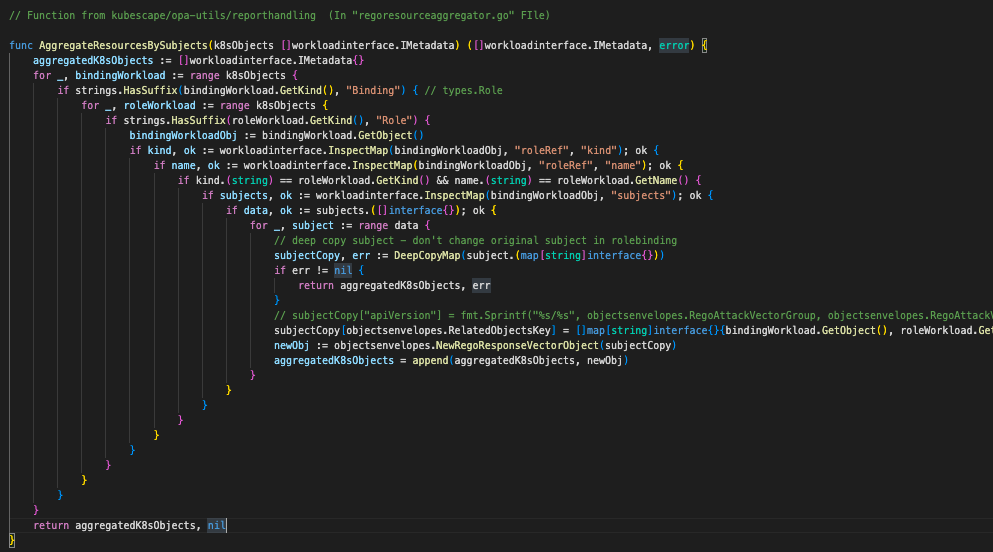 // Function from kubescape/opa-utils/reporthandling  (In "regoresourceaggregator.go" FIle)

func AggregateResourcesBySubjects(k8sObjects []workloadinterface.IMetadata) ([]workloadinterface.IMetadata, error) {
    aggregatedK8sObjects := []workloadinterface.IMetadata{}
    for _, bindingWorkload := range k8sObjects {
        if strings.HasSuffix(bindingWorkload.GetKind(), "Binding") { // types.Role
            for _, roleWorkload := range k8sObjects {
                if strings.HasSuffix(roleWorkload.GetKind(), "Role") {
                    bindingWorkloadObj := bindingWorkload.GetObject()
                    if kind, ok := workloadinterface.InspectMap(bindingWorkloadObj, "roleRef", "kind"); ok {
                        if name, ok := workloadinterface.InspectMap(bindingWorkloadObj, "roleRef", "name"); ok {
                            if kind.(string) == roleWorkload.GetKind() && name.(string) == roleWorkload.GetName() {
                                if subjects, ok := workloadinterface.InspectMap(bindingWorkloadObj, "subjects"); ok {
                                    if data, ok := subjects.([]interface{}); ok {
                                        for _, subject := range data {
                                            // deep copy subject - don't change original subject in rolebinding
                                            subjectCopy, err := DeepCopyMap(subject.(map[string]interface{}))
                                            if err != nil {
                                                return aggregatedK8sObjects, err
                                            }
                                            // subjectCopy["apiVersion"] = fmt.Sprintf("%s/%s", objectsenvelopes.RegoAttackVectorGroup, objectsenvelopes.RegoAttackV
                                            subjectCopy[objectsenvelopes.RelatedObjectsKey] = []map[string]interface{}{bindingWorkload.GetObject(), roleWorkload.Get
                                            newObj := objectsenvelopes.NewRegoResponseVectorObject(subjectCopy)
                                            aggregatedK8sObjects = append(aggregatedK8sObjects, newObj)
                                        }
                                    }
                                }
                            }
                        }
                    }
                }
            }
        }
    }
    return aggregatedK8sObjects, nil
}